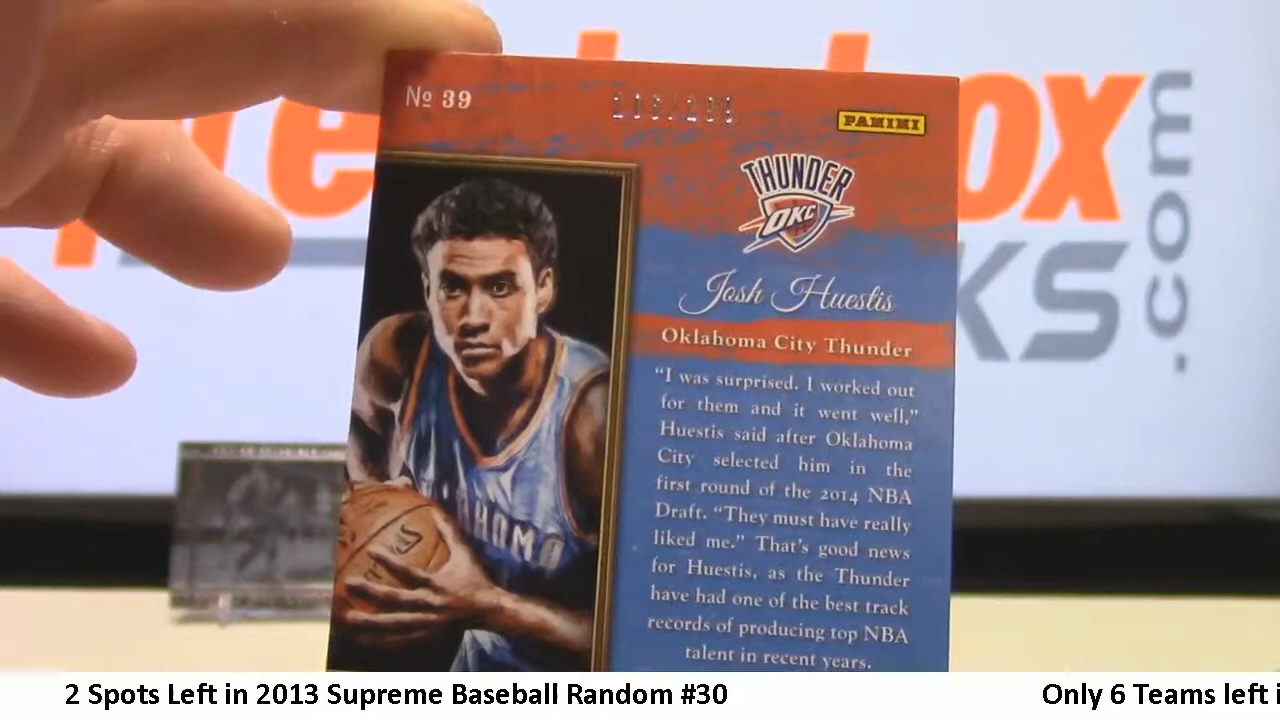 № 39
PANINI
THUNDER
OKC
Josh Huestis
Oklahoma City Thunder
"I was surprised. I worked out
for them and it went well,"
Huestis said after Oklahoma
City selected him in the
first round of the 2014 NBA
Draft. "They must have really
liked me." That's good news
for Huestis, as the Thunder
have had one of the best track
records of producing top NBA
talent in recent years.
.com
2 Spots Left in 2013 Supreme Baseball Random #30
Only 6 Teams left i